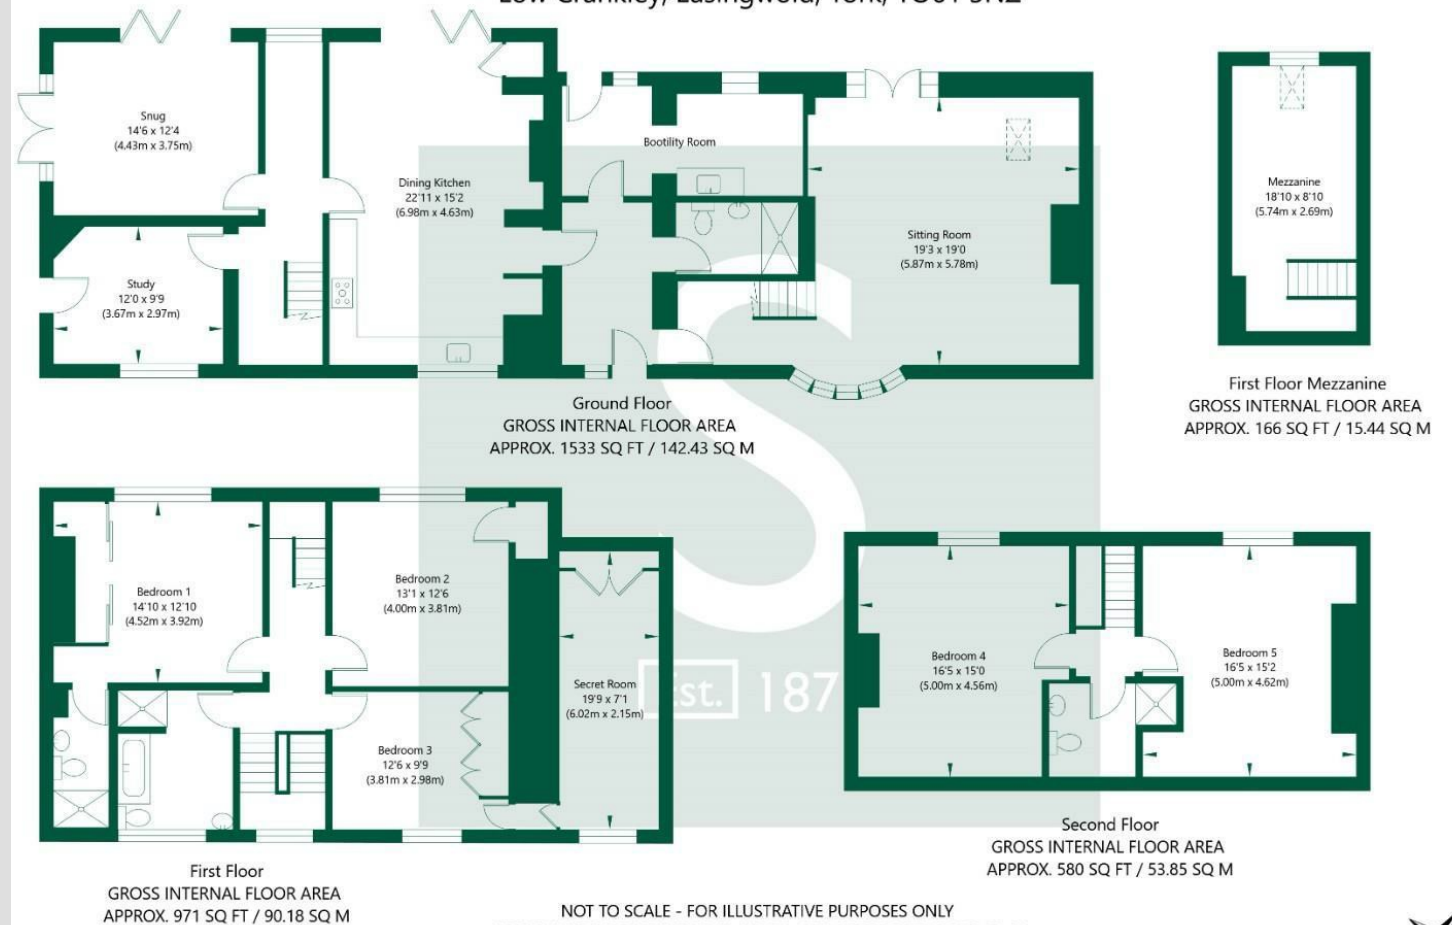 Low Crankley, Easingwold, York, YO61 3NZ
Snug
14'6 x 12'4
(4.43m x 3.75m)
Dining Kitchen
22'11 x 15'2
(6.98m x 4.63m)
Bootility Room
Sitting Room
19'3 x 19'0
(5.87m x 5.78m)
Study
12'0 x 9'9
(3.67m x 2.97m)
Mezzanine
18'10 x 8'10
(5.74m x 2.69m)
Ground Floor
GROSS INTERNAL FLOOR AREA
APPROX. 1533 SQ FT / 142.43 SQ M
First Floor Mezzanine
GROSS INTERNAL FLOOR AREA
APPROX. 166 SQ FT / 15.44 SQ M
Bedroom 1
14'10 x 12'10
(4.52m x 3.92m)
Bedroom 2
13'1 x 12'6
(4.00m x 3.81m)
Bedroom 3
12'6 x 9'9
(3.81m x 2.98m)
Secret Room
19'9 x 7'1
(6.02m x 2.15m)
S
Est. 187
Bedroom 4
16'5 x 15'0
(5.00m x 4.56m)
Bedroom 5
16'5 x 15'2
(5.00m x 4.62m)
First Floor
GROSS INTERNAL FLOOR AREA
APPROX. 971 SQ FT / 90.18 SQ M
Second Floor
GROSS INTERNAL FLOOR AREA
APPROX. 580 SQ FT / 53.85 SQ M
NOT TO SCALE - FOR ILLUSTRATIVE PURPOSES ONLY